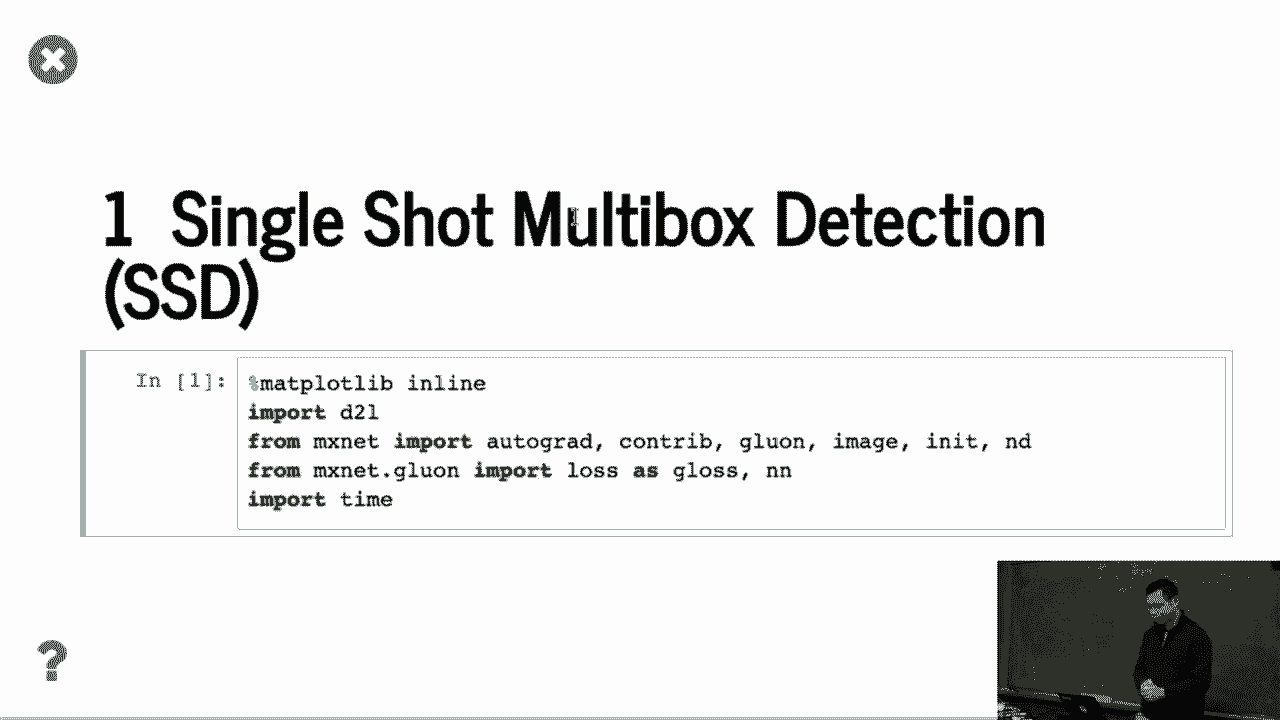 1 Single Shot Multibox Detection
(SSD)
In [1]:
%matplotlib inline
import d2l
from mxnet import autograd, contrib, gluon, image, init, nd
from mxnet.gluon import loss as gloss, nn
import time
?